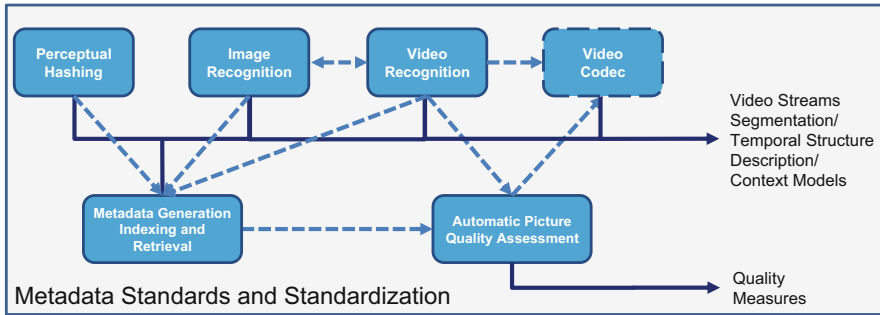 Perceptual
Hashing
Image
Recognition
Video
Recognition
Video
Codec
Video Streams
Segmentation/
Temporal Structure
Description/
Context Models
Metadata Generation
Indexing and
Retrieval
Automatic Picture
Quality Assessment
Quality
Measures
Metadata Standards and Standardization